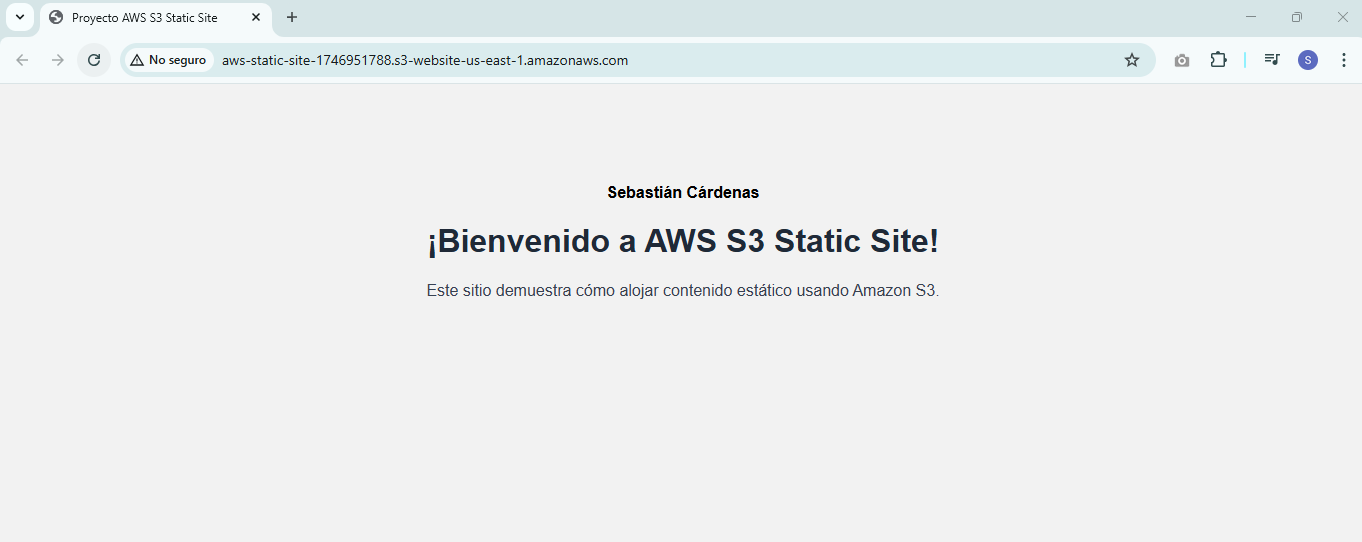 Proyecto AWS S3 Static Site
No seguro
aws-static-site-1746951788.s3-website-us-east-1.amazonaws.com
S
Sebastián Cárdenas
¡Bienvenido a AWS S3 Static Site!
Este sitio demuestra cómo alojar contenido estático usando Amazon S3.